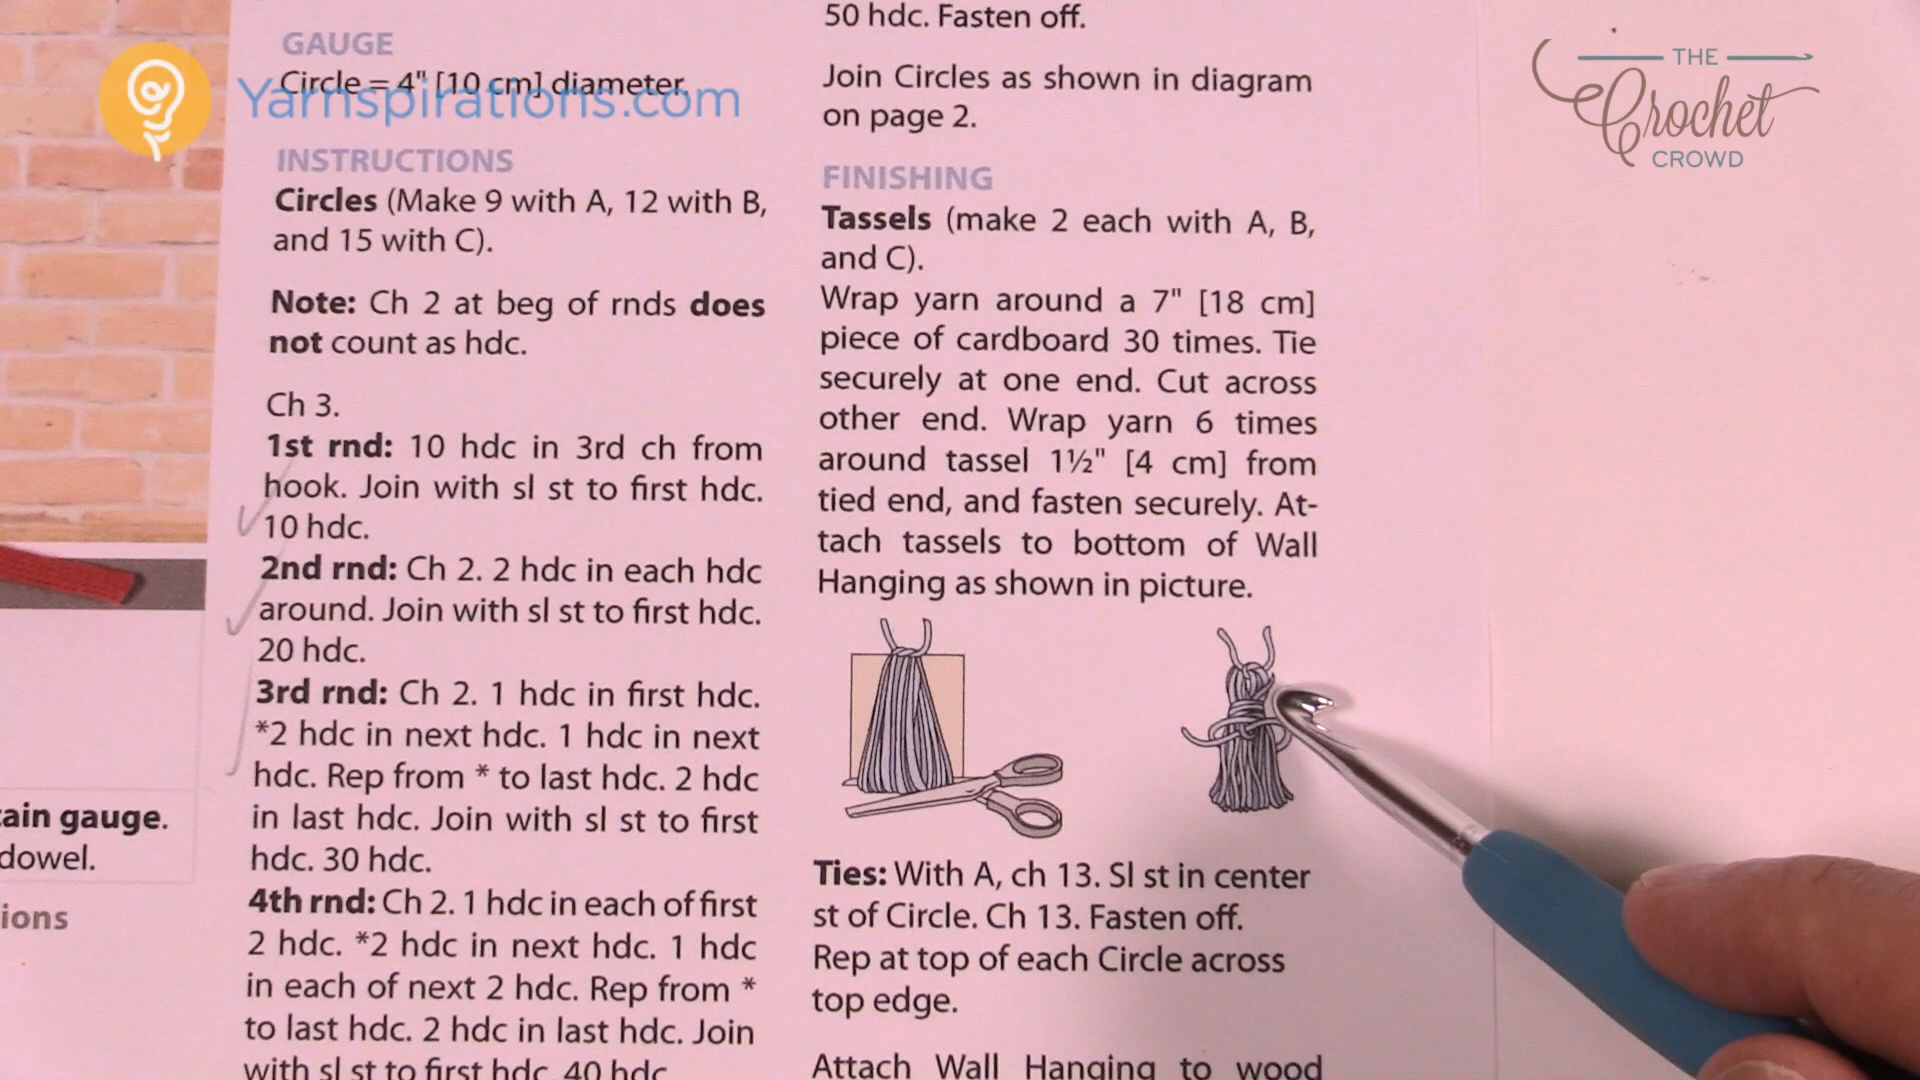 GAUGE
Circle = 4" [10 cm] diameter.
Yarnspirations.com
INSTRUCTIONS
Circles (Make 9 with A, 12 with B,
and 15 with C).
Note: Ch 2 at beg of rnds does
not count as hdc.
Ch 3.
1st rnd: 10 hdc in 3rd ch from
hook. Join with sl st to first hdc.
10 hdc.
2nd rnd: Ch 2. 2 hdc in each hdc
around. Join with sl st to first hdc.
20 hdc.
3rd rnd: Ch 2. 1 hdc in first hdc.
*2 hdc in next hdc. 1 hdc in next
hdc. Rep from * to last hdc. 2 hdc
in last hdc. Join with sl st to first
hdc. 30 hdc.
4th rnd: Ch 2. 1 hdc in each of first
2 hdc. *2 hdc in next hdc. 1 hdc
in each of next 2 hdc. Rep from *
to last hdc. 2 hdc in last hdc. Join
with sl st to first hdc. 40 hdc.
50 hdc. Fasten off.
Join Circles as shown in diagram
on page 2.
FINISHING
Tassels (make 2 each with A, B,
and C).
Wrap yarn around a 7" [18 cm]
piece of cardboard 30 times. Tie
securely at one end. Cut across
other end. Wrap yarn 6 times
around tassel 1½" [4 cm] from
tied end, and fasten securely. At-
tach tassels to bottom of Wall
Hanging as shown in picture.
Ties: With A, ch 13. Sl st in center
st of Circle. Ch 13. Fasten off.
Rep at top of each Circle across
top edge.
Attach Wall Hanging to wood
THE
Crochet
CROWD
gauge.
dowel.